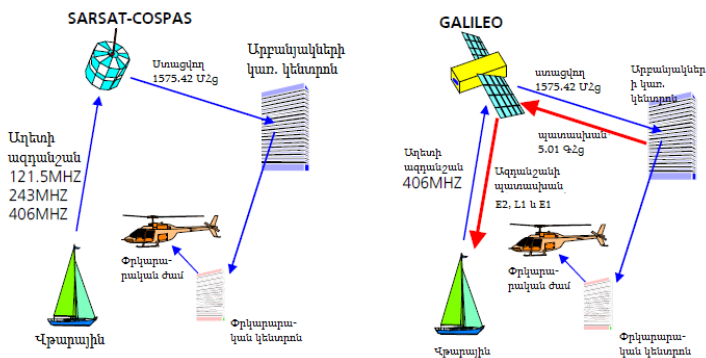 SARSAT-COSPAS
Ստացվող
1575.42 ՄՀց
Արբանյակների
կառ. կենտրոն
Աղետի
ազդանշան
121.5MHZ
243MHZ
406MHZ
Փրկարա-
րական ժամ
Վթարային
Փրկարարա-
կան կենտրոն
GALILEO
ստացվող
1575.42 Մհց
Արբանյակներ
ի կառ.
կենտրոն
պատասխան
5.01 ԳՀց
Աղետի
ազդանշան
406MHZ
Ազդանշանի
պատասխան
E2, L1 և E1
Փրկարա-
րական ժամ
Վթարային
Փրկարարա-
կան կենտրոն